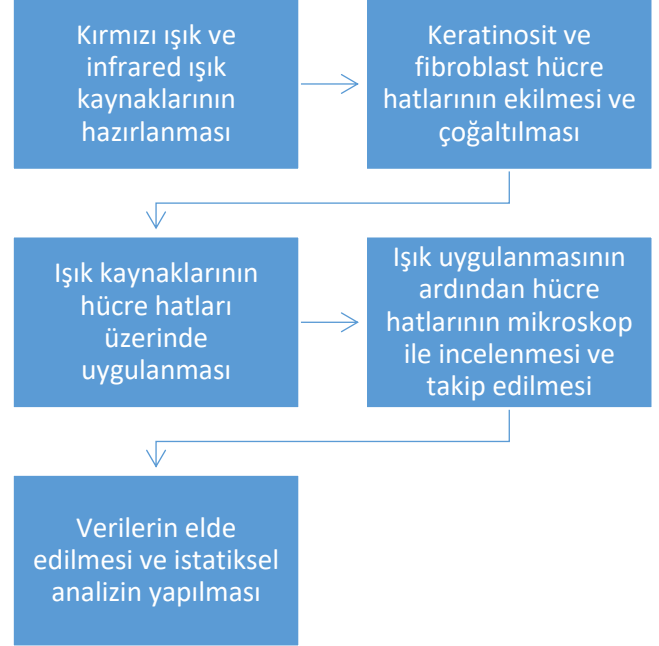 Kırmızı ışık ve
infrared ışık
kaynaklarının
hazırlanması
Keratinosit ve
fibroblast hücre
hatlarının ekilmesi ve
çoğaltılması
Işık kaynaklarının
hücre hatları
üzerinde
uygulanması
Işık uygulanmasının
ardından hücre
hatlarının mikroskop
ile incelenmesi ve
takip edilmesi
Verilerin elde
edilmesi ve istatiksel
analizin yapılması